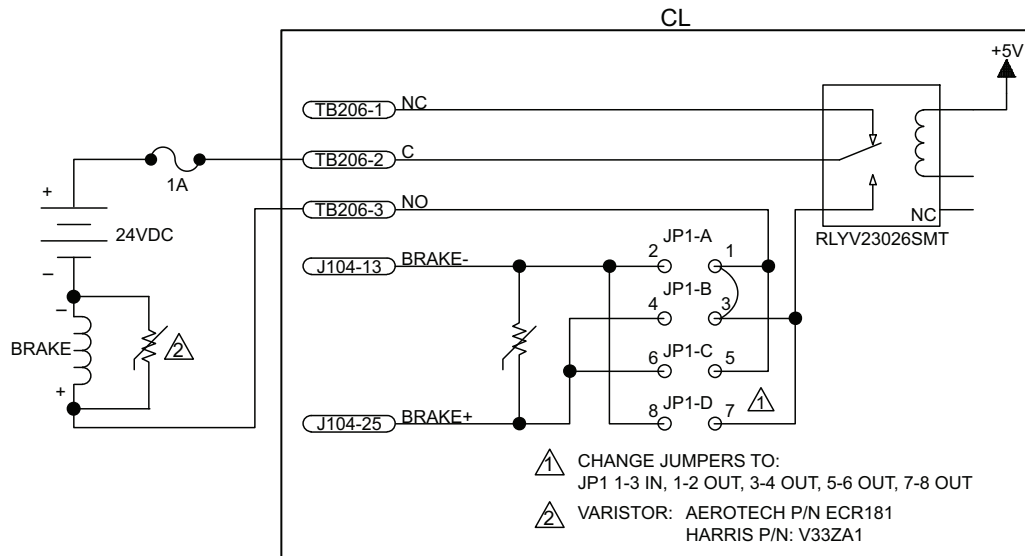 CL
+5V
TB206-1 NC
TB206-2 C
1A
TB206-3 NO
+
24VDC
NC
RLYV23026SMT
JP1-A
2 1
J104-13 BRAKE-
–
JP1-B
4 3
–
BRAKE
2
JP1-C
6 5
+
JP1-D
1
8 7
J104-25 BRAKE+
1 CHANGE JUMPERS TO:
JP1 1-3 IN, 1-2 OUT, 3-4 OUT, 5-6 OUT, 7-8 OUT
2 VARISTOR: AEROTECH P/N ECR181
HARRIS P/N: V33ZA1